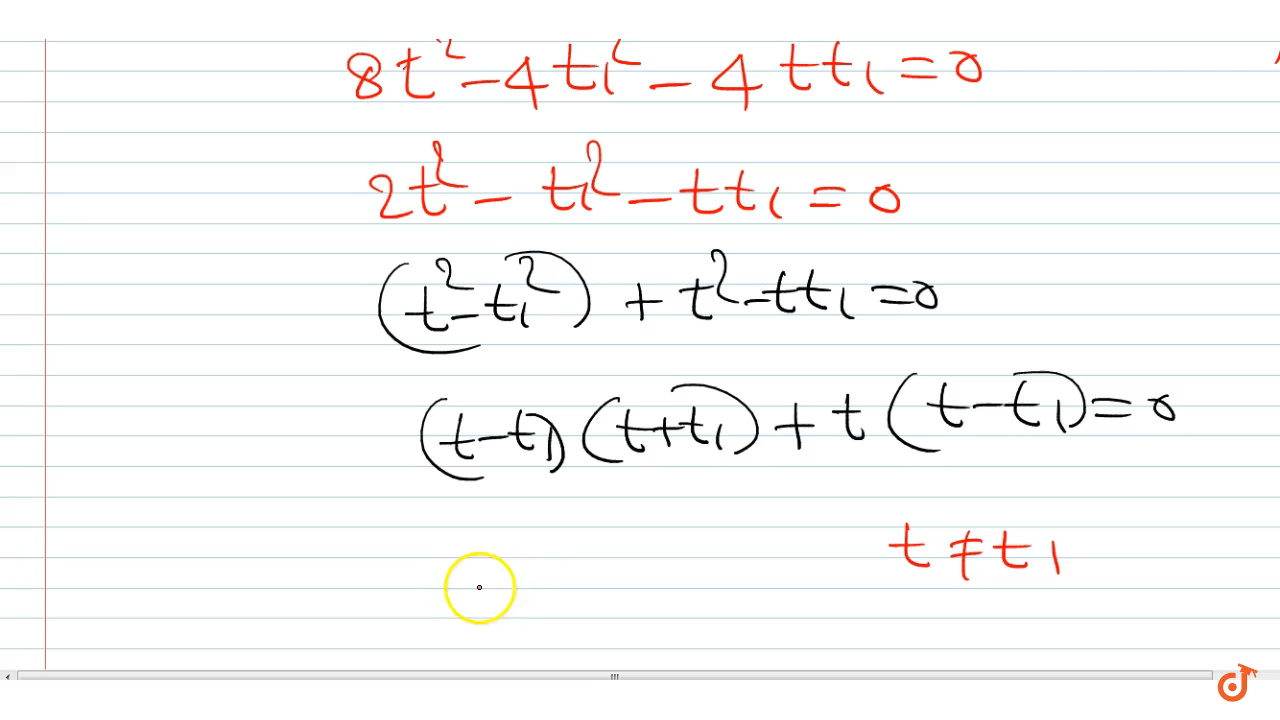 8t² - 4t₁² - 4tt₁ = 0
2t² - t₁² - tt₁ = 0
(t² - t₁²) + t² - tt₁ = 0
(t - t₁)(t + t₁) + t(t - t₁) = 0
t ≠ t₁